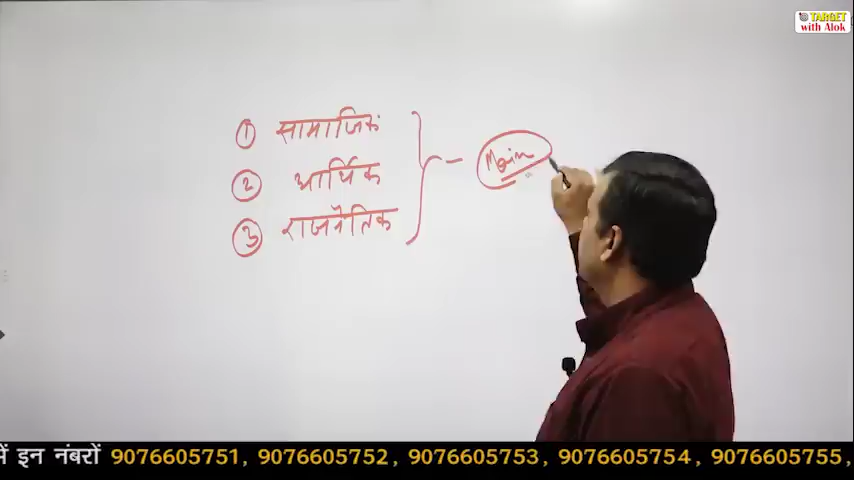 TARGET
with Alok
① सामाजिक
② आर्थिक
③ राजनैतिक
Main
में इन नंबरों 9076605751, 9076605752, 9076605753, 9076605754, 9076605755,